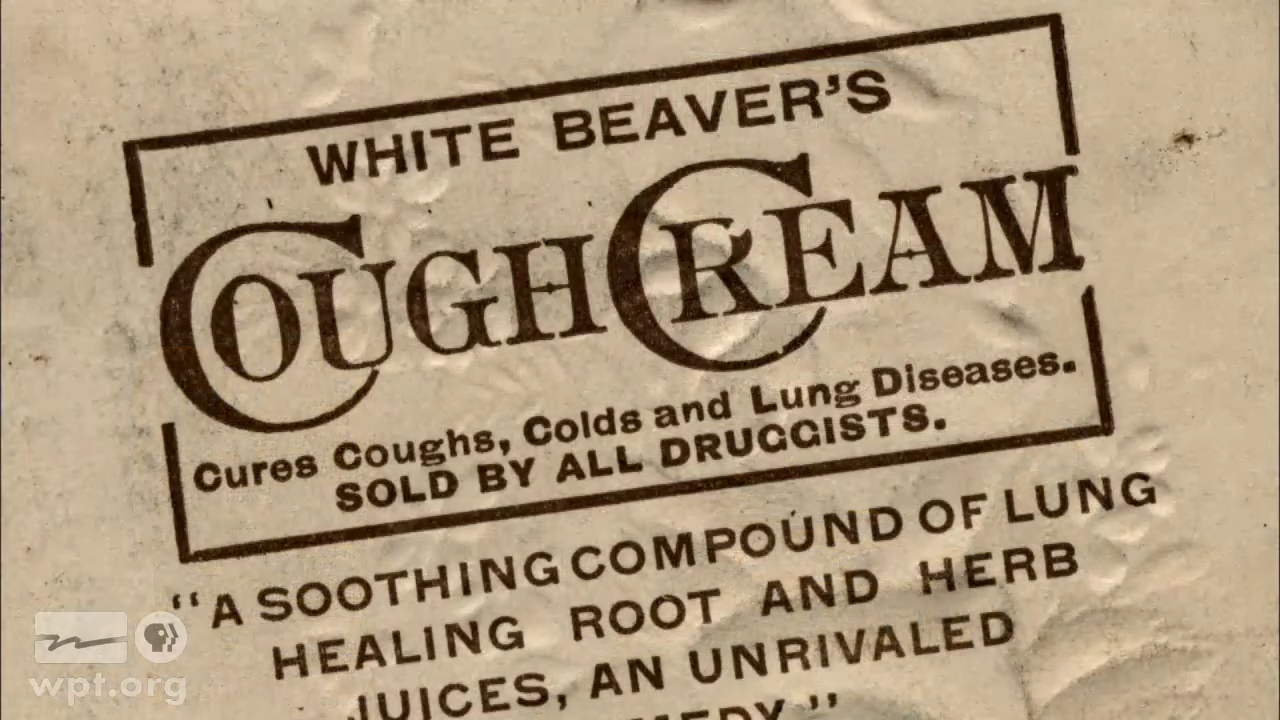 WHITE BEAVER'S
COUGH CREAM
Cures Coughs, Colds and Lung Diseases.
SOLD BY ALL DRUGGISTS.
"A SOOTHING COMPOUND OF LUNG
HEALING ROOT AND HERB
JUICES, AN UNRIVALED
wpt.org